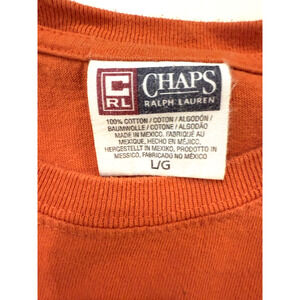 C
RL
CHAPS
RALPH LAUREN
100% COTTON / COTON / ALGODÓN /
BAUMWOLLE / COTONE / ALGODÃO
MADE IN MEXICO. FABRIQUÉ AU
MEXIQUE, HECHO EN MÉJICO,
HERGESTELLT IN MEXIKO, PRODOTTO IN
MESSICO, FABRICADO NO MÉXICO
L/G